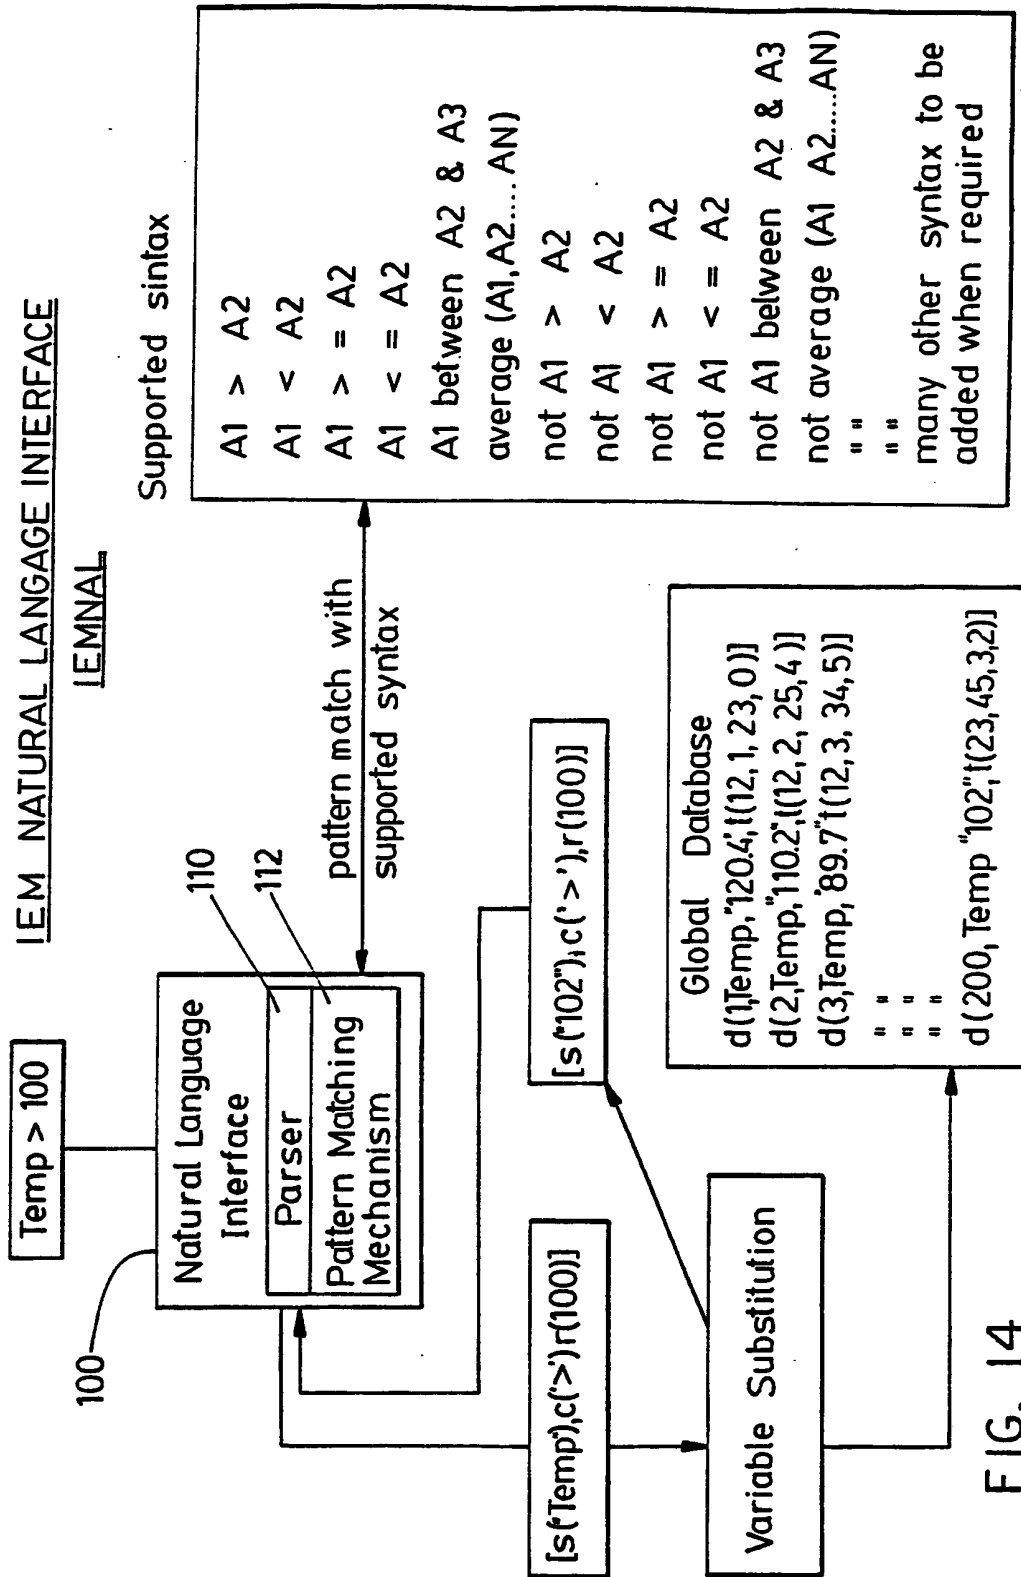 IEM NATURAL LANGAGE INTERFACE
IEMNAL
Temp > 100
100
Natural Language
Interface
Parser
Pattern Matching
Mechanism
110
112
pattern match with
supported syntax
Supported sintax
A1 > A2
A1 < A2
A1 > = A2
A1 < = A2
A1 between A2 & A3
average (A1,A2.....AN)
not A1 > A2
not A1 < A2
not A1 > = A2
not A1 < = A2
not A1 belween A2 & A3
not average (A1 A2.....AN)
" "
" "
many other syntax to be
added when required
[s("Temp"),c('>')r(100)]
[s("102"),c('>'),r(100)]
Variable Substitution
Global Database
d(1,Temp,"120.4",t(12,1,23,0)]
d(2,Temp,"110.2",t(12,2,25,4)]
d(3,Temp,"89.7"t(12,3,34,5)]
" " "
" " "
d(200,Temp "102",t(23,45,3,2)]
FIG. 14